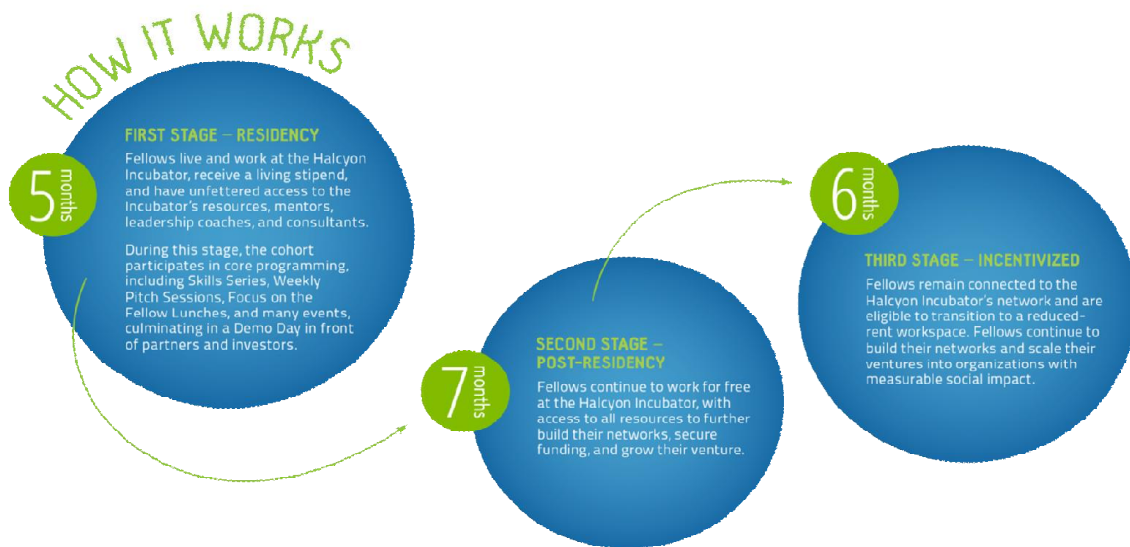 HOW IT WORKS
5 months
FIRST STAGE – RESIDENCY
Fellows live and work at the Halcyon
Incubator, receive a living stipend,
and have unfettered access to the
Incubator's resources, mentors,
leadership coaches, and consultants.
During this stage, the cohort
participates in core programming,
including Skills Series, Weekly
Pitch Sessions, Focus on the
Fellow Lunches, and many events,
culminating in a Demo Day in front
of partners and investors.
7 months
SECOND STAGE –
POST-RESIDENCY
Fellows continue to work for free
at the Halcyon Incubator, with
access to all resources to further
build their networks, secure
funding, and grow their venture.
6 months
THIRD STAGE – INCENTIVIZED
Fellows remain connected to the
Halcyon Incubator's network and are
eligible to transition to a reduced-
rent workspace. Fellows continue to
build their networks and scale their
ventures into organizations with
measurable social impact.